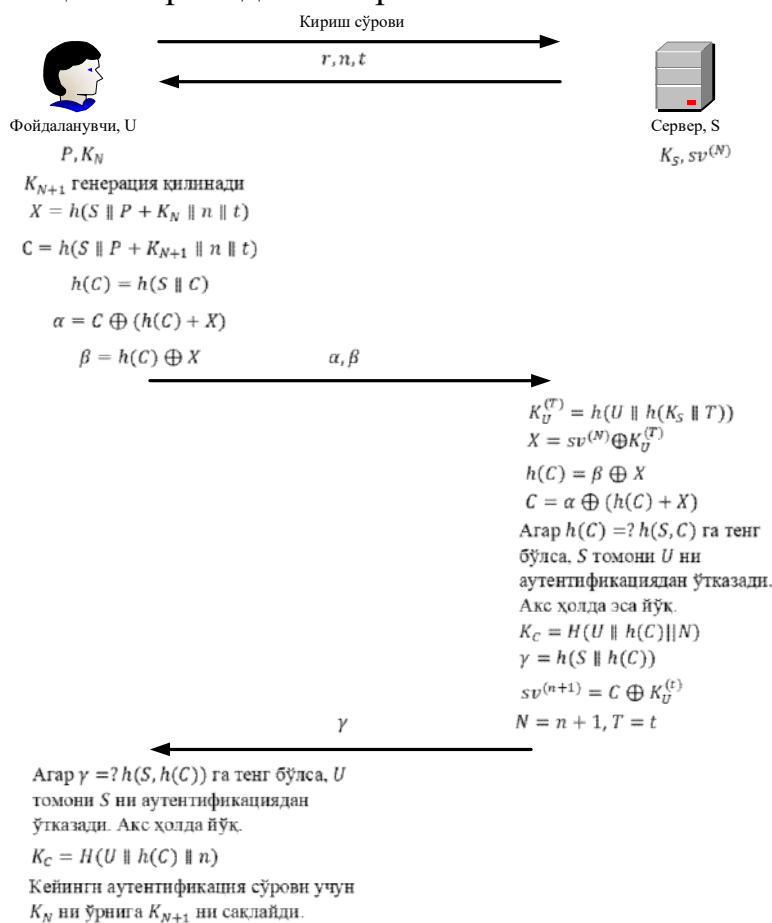 Кириш сўрови
r, n, t
Фойдаланувчи, U
Сервер, S
P, K_N
K_S, sv^(N)
K_{N+1} генерация қилинади
X = h(S ∥ P + K_N ∥ n ∥ t)
C = h(S ∥ P + K_{N+1} ∥ n ∥ t)
h(C) = h(S ∥ C)
α = C ⊕ (h(C) + X)
β = h(C) ⊕ X
α, β
K_U^(T) = h(U ∥ h(K_S ∥ T))
X = sv^(N)⊕K_U^(T)
h(C) = β ⊕ X
C = α ⊕ (h(C) + X)
Агар h(C) =? h(S, C) га тенг
бўлса, S томони U ни
аутентификациядан ўтказади.
Акс ҳолда эса йўқ.
K_C = H(U ∥ h(C)||N)
γ = h(S ∥ h(C))
sv^(n+1) = C ⊕ K_U^(t)
N = n + 1, T = t
γ
Агар γ =? h(S, h(C)) га тенг бўлса, U
томони S ни аутентификациядан
ўтказади. Акс ҳолда йўқ.
K_C = H(U ∥ h(C) ∥ n)
Кейинги аутентификация сўрови учун
K_N ни ўрнига K_{N+1} ни сақлайди.